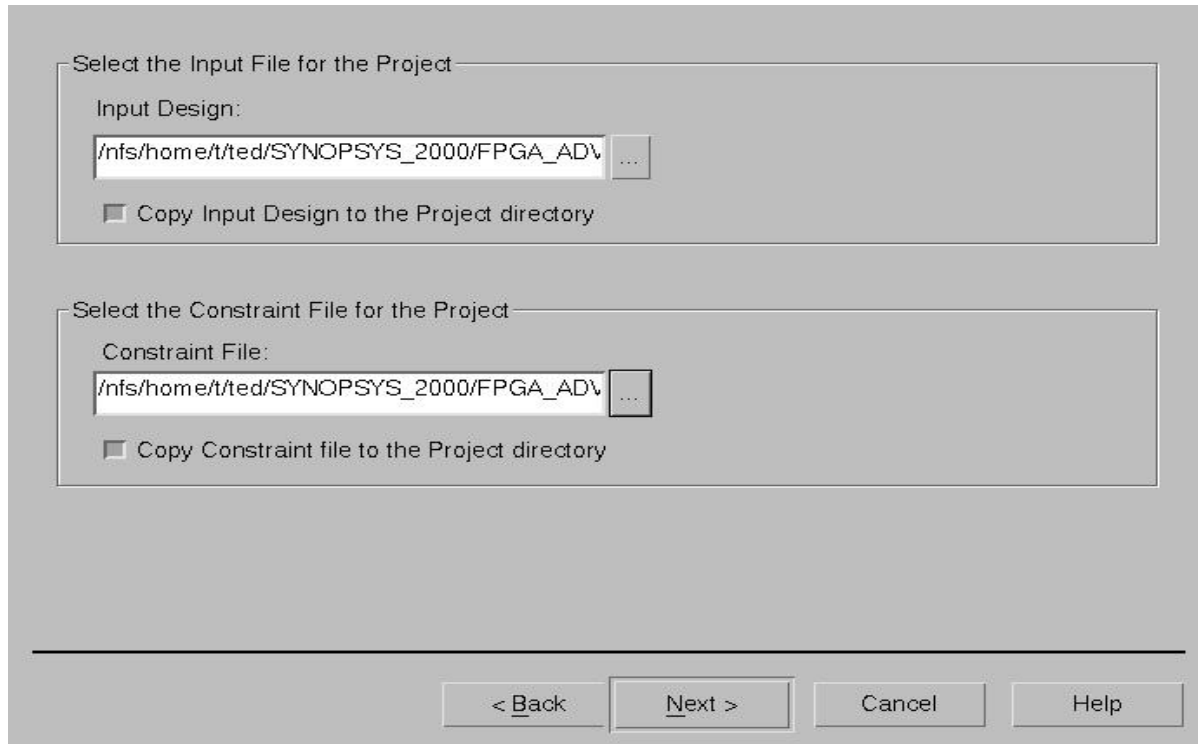 Select the Input File for the Project
Input Design:
/nfs/home/t/ted/SYNOPSYS_2000/FPGA_ADV
...
Copy Input Design to the Project directory
Select the Constraint File for the Project
Constraint File:
/nfs/home/t/ted/SYNOPSYS_2000/FPGA_ADV
...
Copy Constraint file to the Project directory
< Back Next > Cancel Help